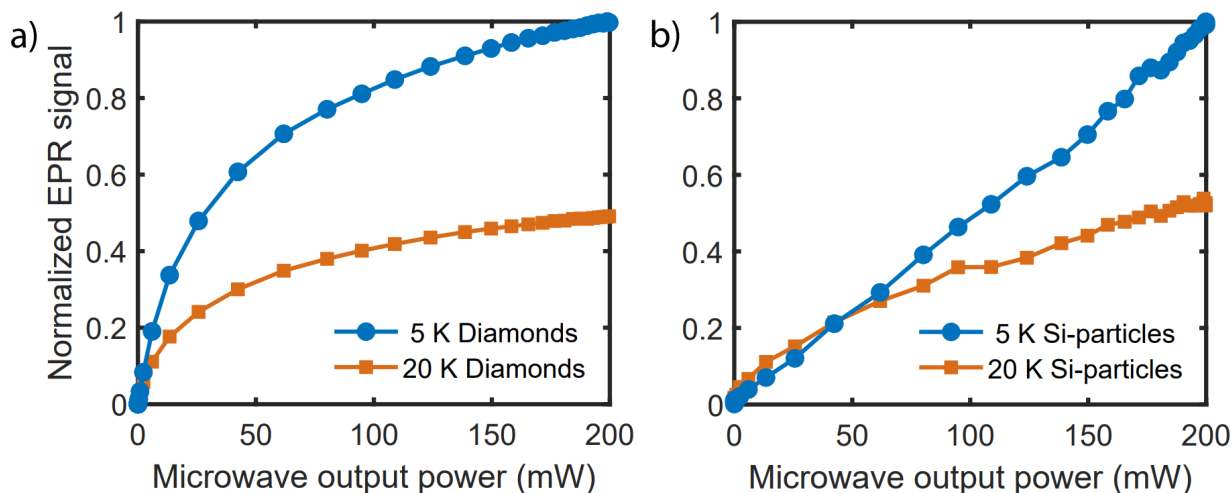 a)
Normalized EPR signal
1
0.8
0.6
0.4
0.2
0
5 K Diamonds
20 K Diamonds
0
50
100
150
200
Microwave output power (mW)
b)
1
0.8
0.6
0.4
0.2
0
5 K Si-particles
20 K Si-particles
0
50
100
150
200
Microwave output power (mW)